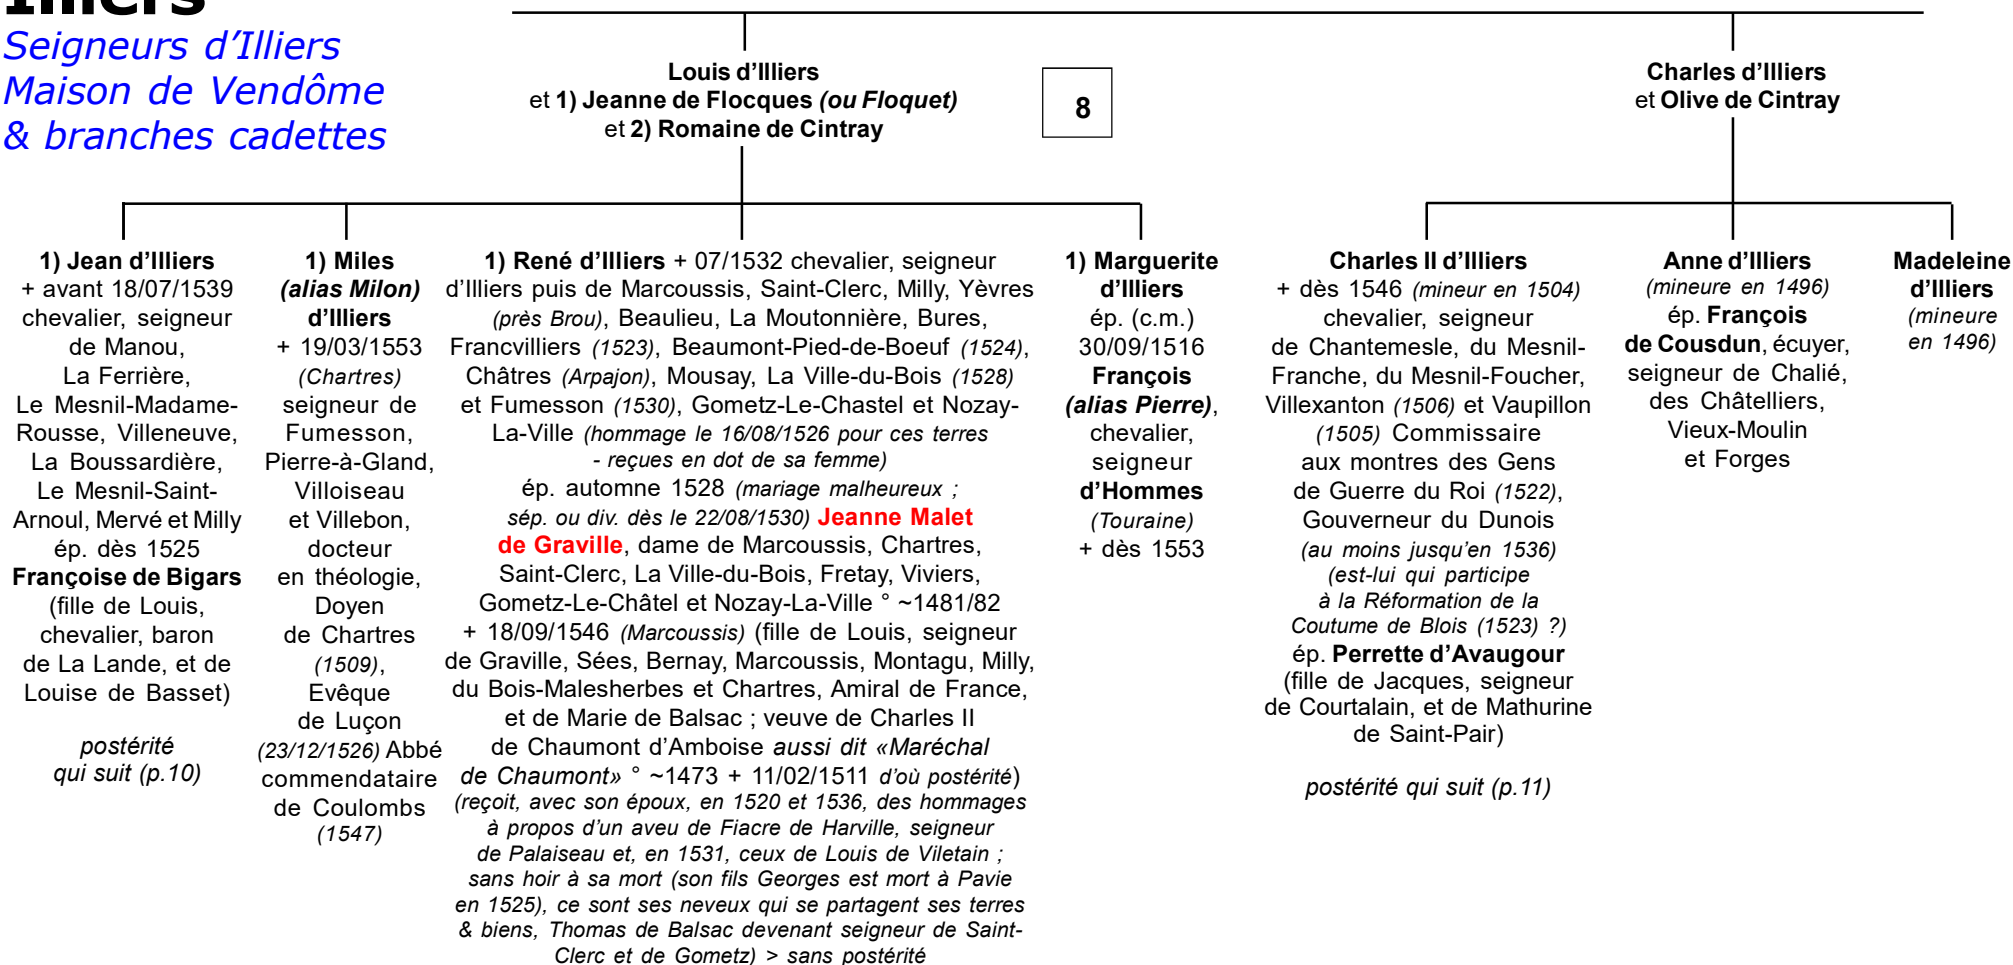 Illiers
Seigneurs d’Illiers
Maison de Vendôme
& branches cadettes
Louis d’Illiers
et 1) Jeanne de Flocques (ou Floquet)
et 2) Romaine de Cintray
8
Charles d’Illiers
et Olive de Cintray
1) Jean d’Illiers
+ avant 18/07/1539
chevalier, seigneur
de Manou,
La Ferrière,
Le Mesnil-Madame-
Rousse, Villeneuve,
La Boussardière,
Le Mesnil-Saint-
Arnoul, Mervé et Milly
ép. dès 1525
Françoise de Bigars
(fille de Louis,
chevalier, baron
de La Lande, et de
Louise de Basset)
postérité
qui suit (p.10)
1) Miles
(alias Milon)
d’Illiers
+ 19/03/1553
(Chartres)
seigneur de
Fumesson,
Pierre-à-Gland,
Villoiseau
et Villebon,
docteur
en théologie,
Doyen
de Chartres
(1509),
Evêque
de Luçon
(23/12/1526) Abbé
commendataire
de Coulombs
(1547)
1) René d’Illiers + 07/1532 chevalier, seigneur
d’Illiers puis de Marcoussis, Saint-Clerc, Milly, Yèvres
(près Brou), Beaulieu, La Moutonnière, Bures,
Francvilliers (1523), Beaumont-Pied-de-Boeuf (1524),
Châtres (Arpajon), Mousay, La Ville-du-Bois (1528)
et Fumesson (1530), Gometz-Le-Chastel et Nozay-
La-Ville (hommage le 16/08/1526 pour ces terres
- reçues en dot de sa femme)
ép. automne 1528 (mariage malheureux ;
sép. ou div. dès le 22/08/1530) Jeanne Malet
de Graville, dame de Marcoussis, Chartres,
Saint-Clerc, La Ville-du-Bois, Fretay, Viviers,
Gometz-Le-Châtel et Nozay-La-Ville ° ~1481/82
+ 18/09/1546 (Marcoussis) (fille de Louis, seigneur
de Graville, Sées, Bernay, Marcoussis, Montagu, Milly,
du Bois-Malesherbes et Chartres, Amiral de France,
et de Marie de Balsac ; veuve de Charles II
de Chaumont d’Amboise aussi dit «Maréchal
de Chaumont» ° ~1473 + 11/02/1511 d’où postérité)
(reçoit, avec son époux, en 1520 et 1536, des hommages
à propos d’un aveu de Fiacre de Harville, seigneur
de Palaiseau et, en 1531, ceux de Louis de Viletain ;
sans hoir à sa mort (son fils Georges est mort à Pavie
en 1525), ce sont ses neveux qui se partagent ses terres
& biens, Thomas de Balsac devenant seigneur de Saint-
Clerc et de Gometz) > sans postérité
1) Marguerite
d’Illiers
ép. (c.m.)
30/09/1516
François
(alias Pierre),
chevalier,
seigneur
d’Hommes
(Touraine)
+ dès 1553
Charles II d’Illiers
+ dès 1546 (mineur en 1504)
chevalier, seigneur
de Chantemesle, du Mesnil-
Franche, du Mesnil-Foucher,
Villexanton (1506) et Vaupillon
(1505) Commissaire
aux montres des Gens
de Guerre du Roi (1522),
Gouverneur du Dunois
(au moins jusqu’en 1536)
(est-lui qui participe
à la Réformation de la
Coutume de Blois (1523) ?)
ép. Perrette d’Avaugour
(fille de Jacques, seigneur
de Courtalain, et de Mathurine
de Saint-Pair)
postérité qui suit (p.11)
Anne d’Illiers
(mineure en 1496)
ép. François
de Cousdun, écuyer,
seigneur de Chalié,
des Châtelliers,
Vieux-Moulin
et Forges
Madeleine
d’Illiers
(mineure
en 1496)